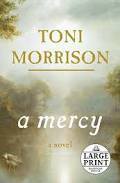 TONI
MORRISON
a mercy
a novel
LARGE
PRINT